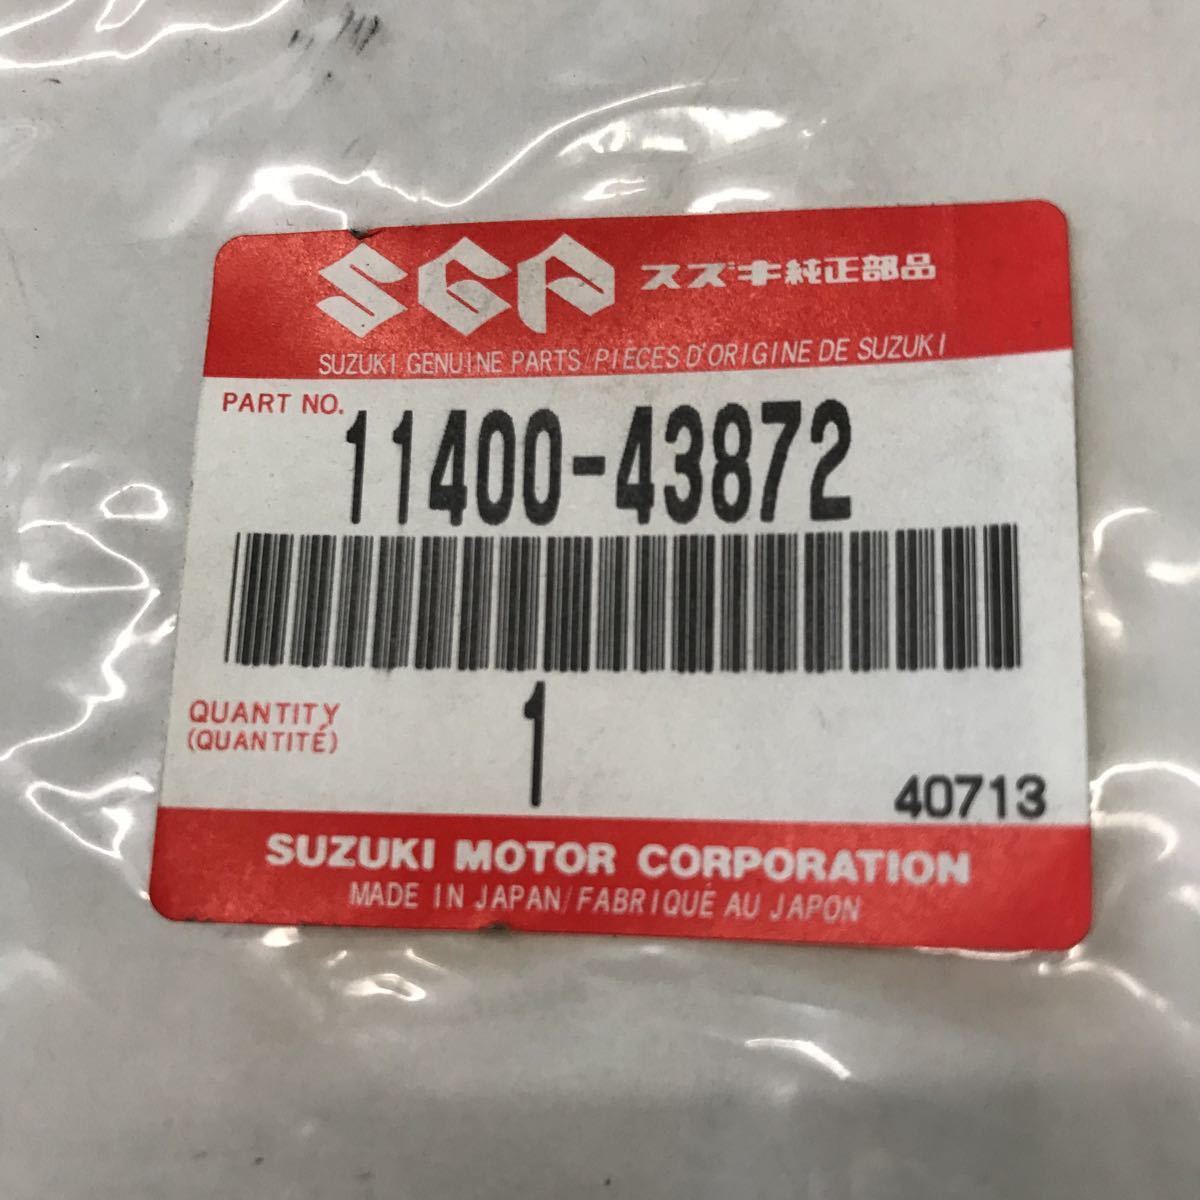 SGP スズキ純正部品
SUZUKI GENUINE PARTS/PIÈCES D'ORIGINE DE SUZUKI
PART NO. 11400-43872
QUANTITY 1
(QUANTITÉ)
40713
SUZUKI MOTOR CORPORATION
MADE IN JAPAN/FABRIQUÉ AU JAPON